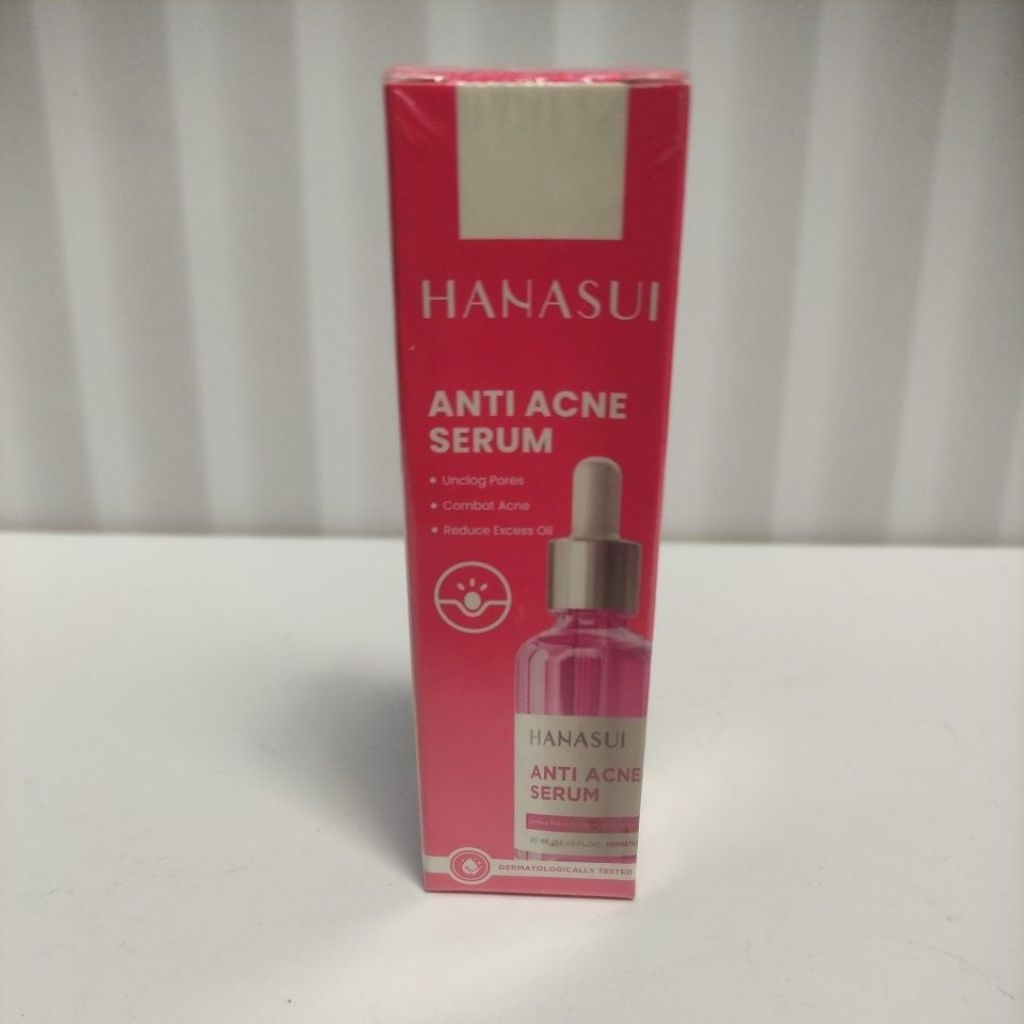 HANASUI
ANTI ACNE
SERUM
• Unclog Pores
• Combat Acne
• Reduce Excess Oil
HANASUI
ANTI ACNE
SERUM
DERMATOLOGICALLY TESTED